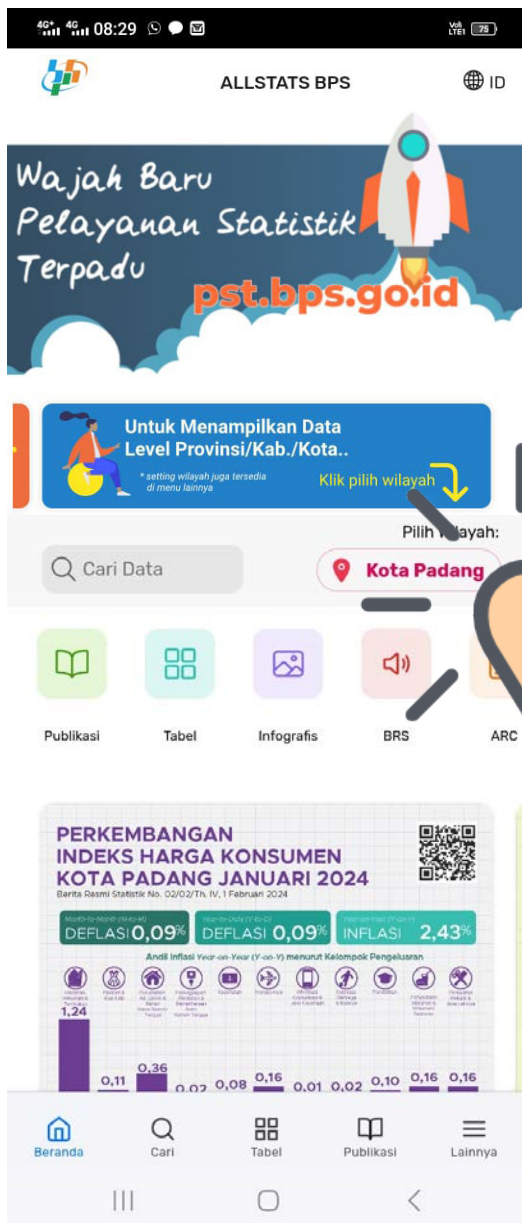 4G+ 4G 08:29
VoLTE1 75
ALLSTATS BPS
ID
Wajah Baru
Pelayanan Statistik
Terpadu
pst.bps.go.id
Untuk Menampilkan Data
Level Provinsi/Kab./Kota..
* setting wilayah juga tersedia
di menu lainnya
Klik pilih wilayah
Pilih wilayah:
Cari Data
Kota Padang
Publikasi Tabel Infografis BRS ARC
PERKEMBANGAN
INDEKS HARGA KONSUMEN
KOTA PADANG JANUARI 2024
Berita Resmi Statistik No. 02/02/Th. IV, 1 Februari 2024
Month-to-Month (M-to-M) Year-to-Date (Y-to-D) Year-on-Year (Y-on-Y)
DEFLASI 0,09% DEFLASI 0,09% INFLASI 2,43%
Andil Inflasi Year-on-Year (Y-on-Y) menurut Kelompok Pengeluaran
1,24 0,11 0,36 0,02 0,08 0,16 0,01 0,02 0,10 0,16 0,16
Beranda Cari Tabel Publikasi Lainnya